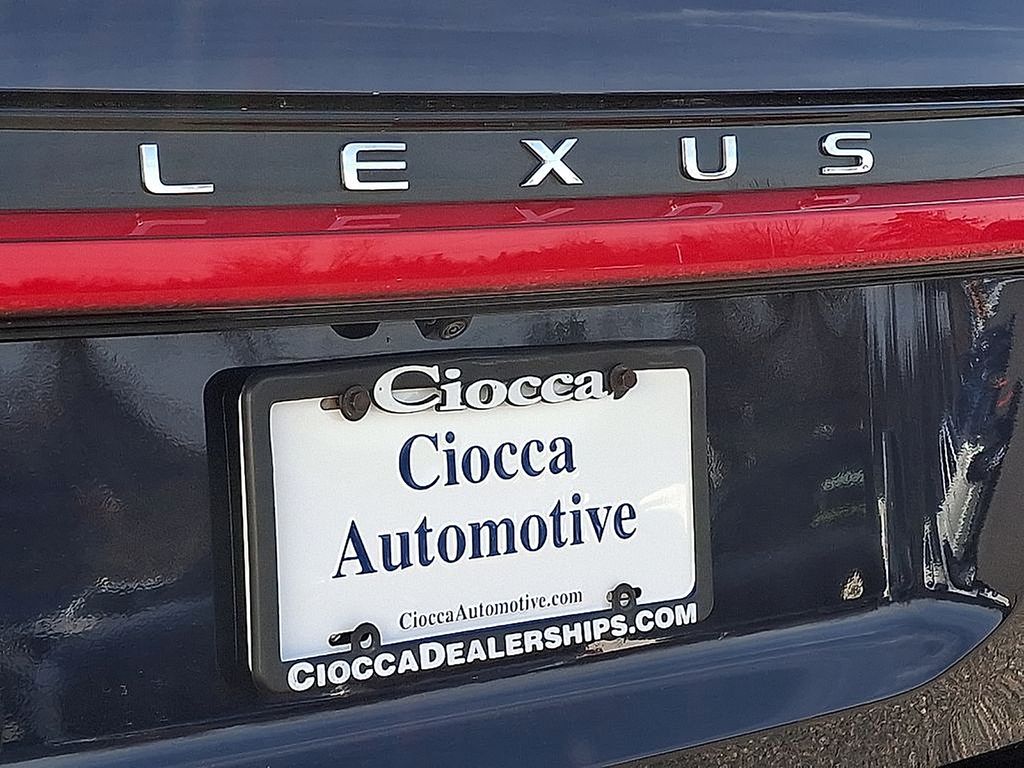 LEXUS
Ciocca
Ciocca
Automotive
CioccaAutomotive.com
CIOCCADEALERSHIPS.COM